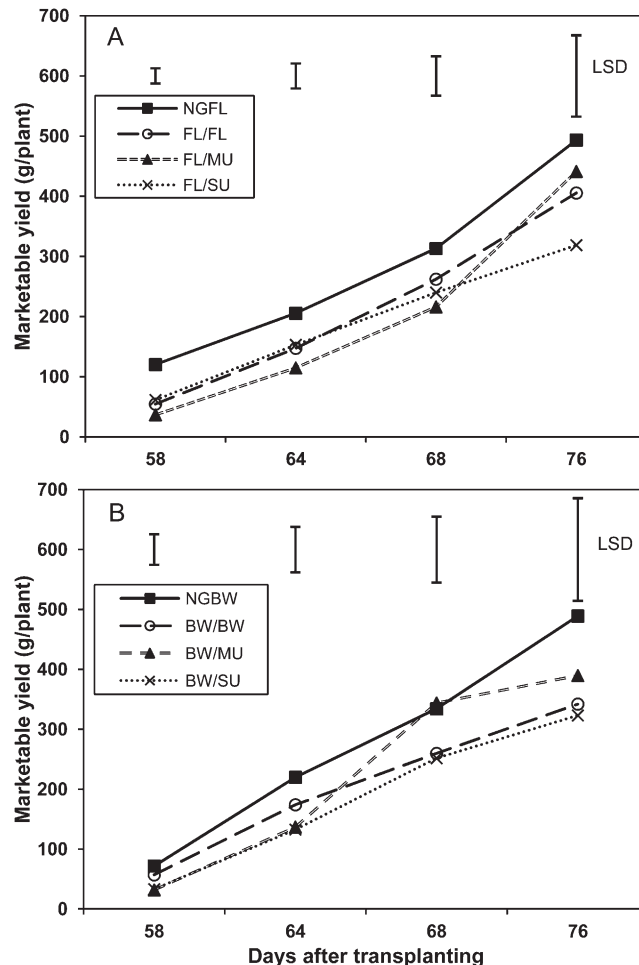 A
LSD
700
600
500
400
300
200
100
0
Marketable yield (g/plant)
NGFL
FL/FL
FL/MU
FL/SU
58 64 68 76
B
LSD
700
600
500
400
300
200
100
0
Marketable yield (g/plant)
NGBW
BW/BW
BW/MU
BW/SU
58 64 68 76
Days after transplanting